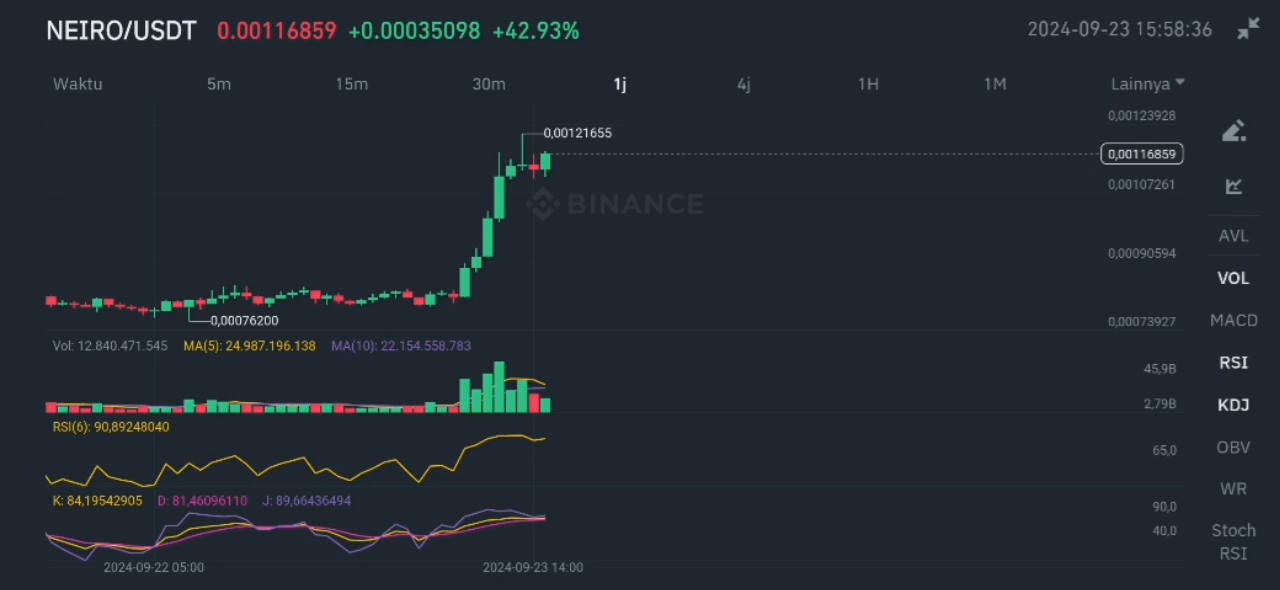 NEIRO/USDT 0.00116859 +0.00035098 +42.93% 2024-09-23 15:58:36
Waktu 5m 15m 30m 1j 4j 1H 1M Lainnya
0,00123928
0,00121655
0,00116859
0,00107261
BINANCE
AVL
0,00090594
VOL
0,00076200
0,00073927
MACD
Vol: 12.840.471.545 MA(5): 24.987.196.138 MA(10): 22.154.558.783
45,9B
RSI
2,79B
KDJ
RSI(6): 90,89248040
65,0
OBV
WR
K: 84,19542905 D: 81,46096110 J: 89,66436494
90,0
40,0
Stoch
RSI
2024-09-22 05:00 2024-09-23 14:00